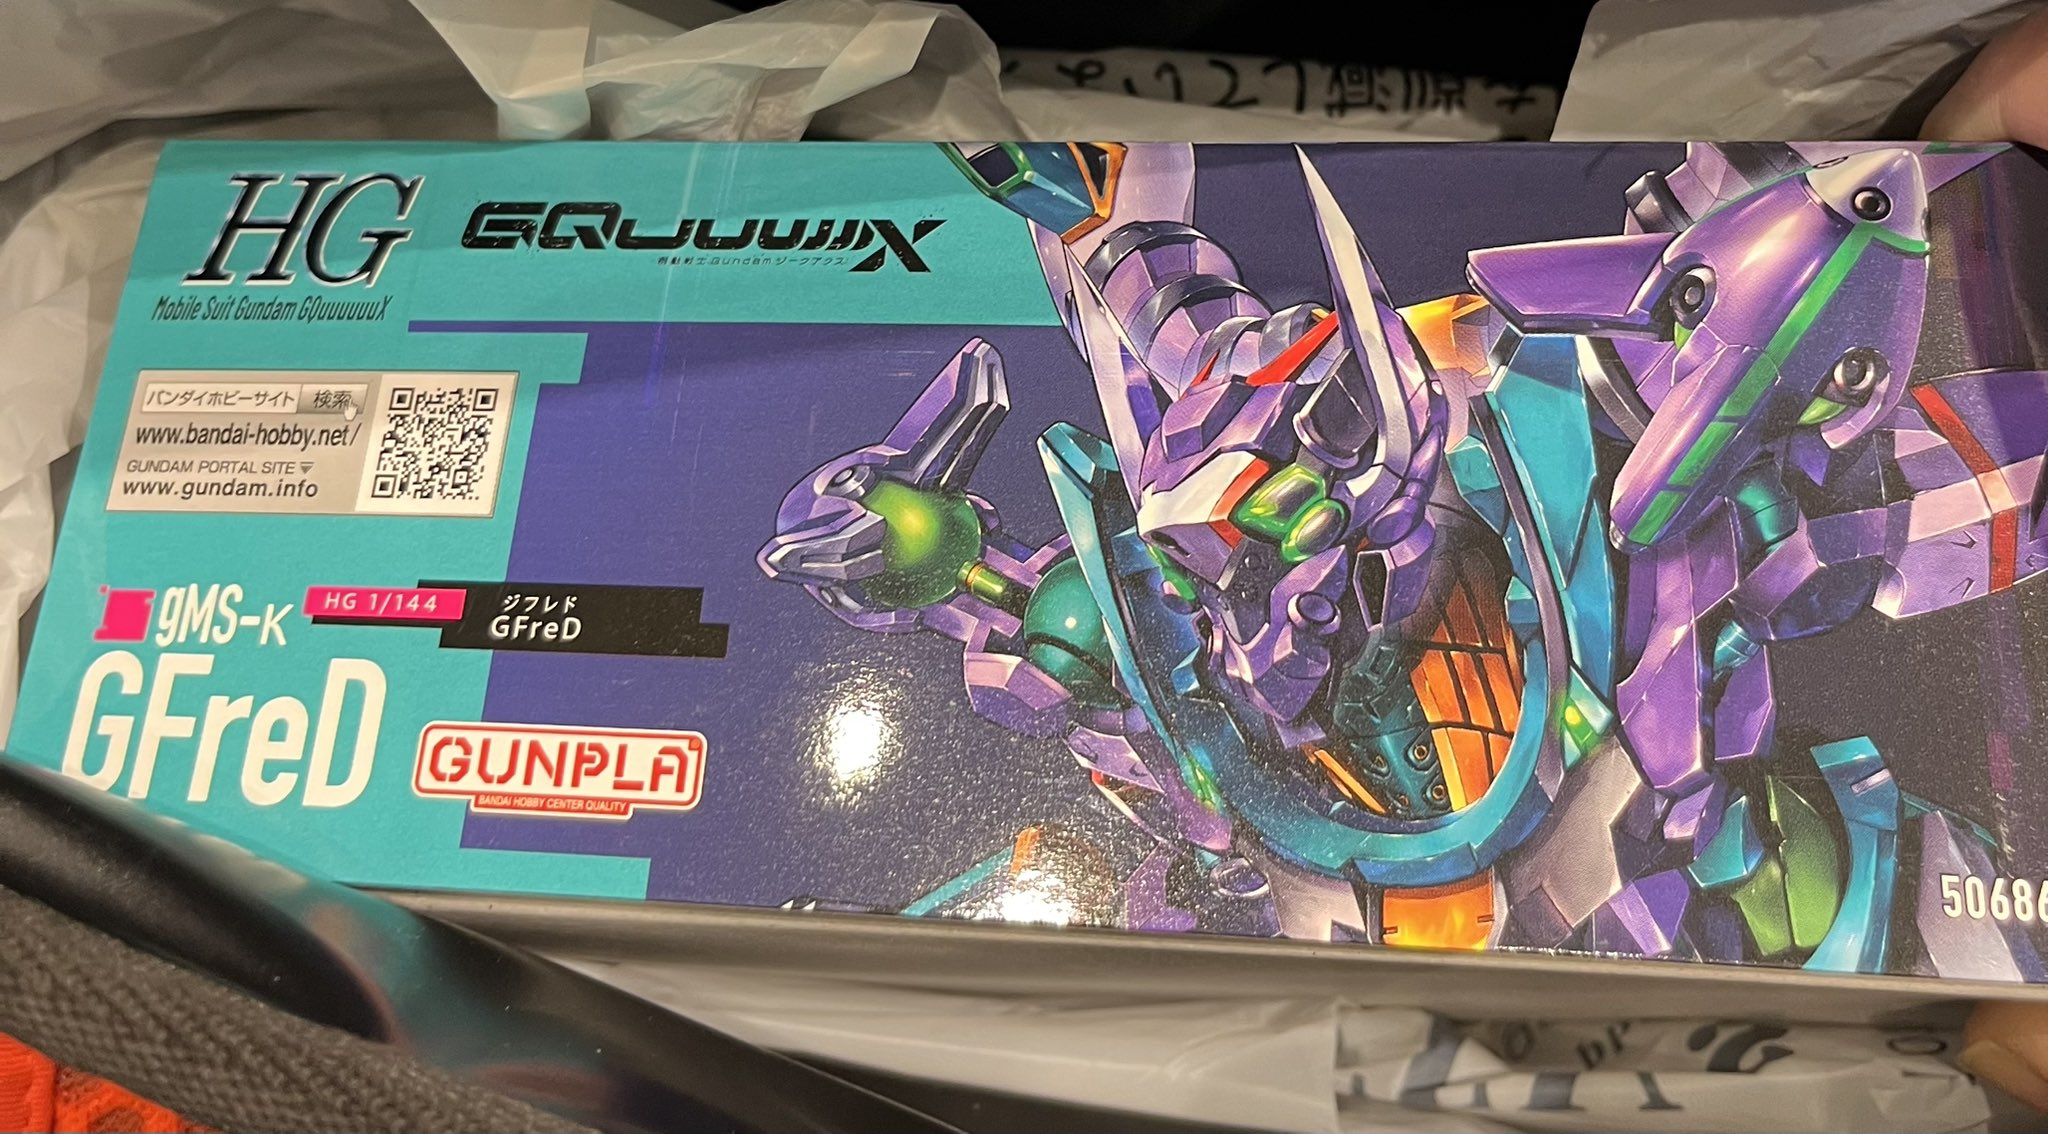 HG
GQuuuuuuX
機動戦士Gundam ジークアクス
Mobile Suit Gundam GQuuuuuuX
バンダイホビーサイト 検索
www.bandai-hobby.net/
GUNDAM PORTAL SITE
www.gundam.info
gMS-κ
HG 1/144
ジフレド
GFreD
GFreD
GUNPLA
BANDAI HOBBY CENTER QUALITY